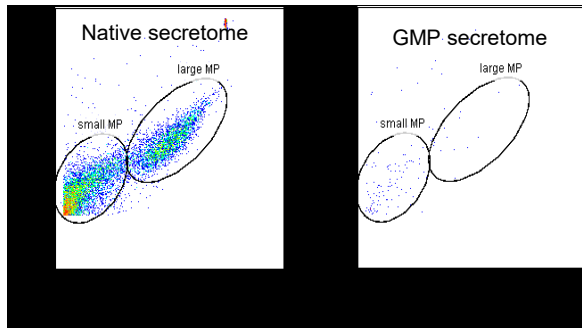 Native secretome
large MP
small MP
GMP secretome
large MP
small MP